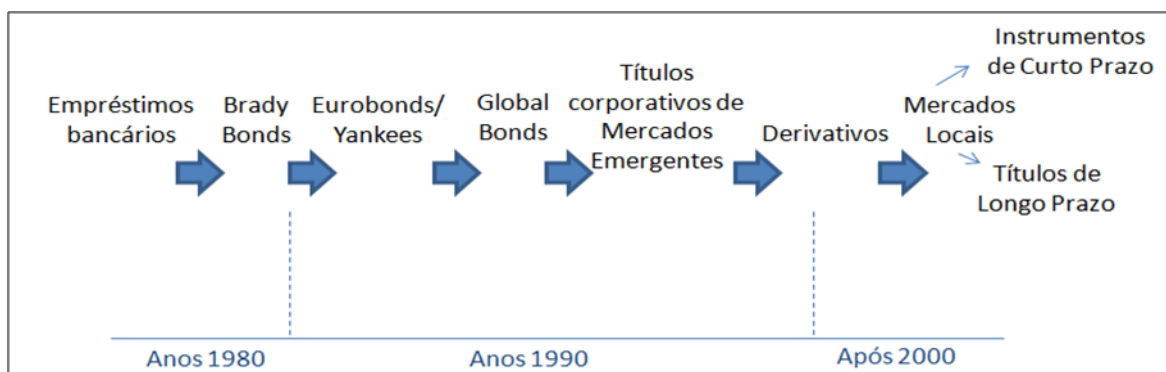 Empréstimos
bancários
Brady
Bonds
Eurobonds/
Yankees
Global
Bonds
Títulos
corporativos de
Mercados
Emergentes
Derivativos
Mercados
Locais
Instrumentos
de Curto Prazo
Títulos de
Longo Prazo
Anos 1980
Anos 1990
Após 2000